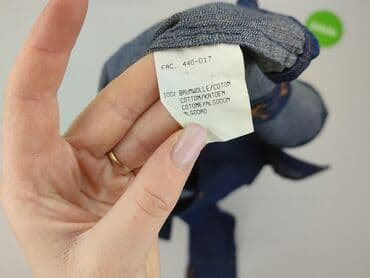 FAC. 440-017
100% BAUMWOLLE/COTON
COTTON/KATOEN
COTONE/ALGODON
ALGODAO